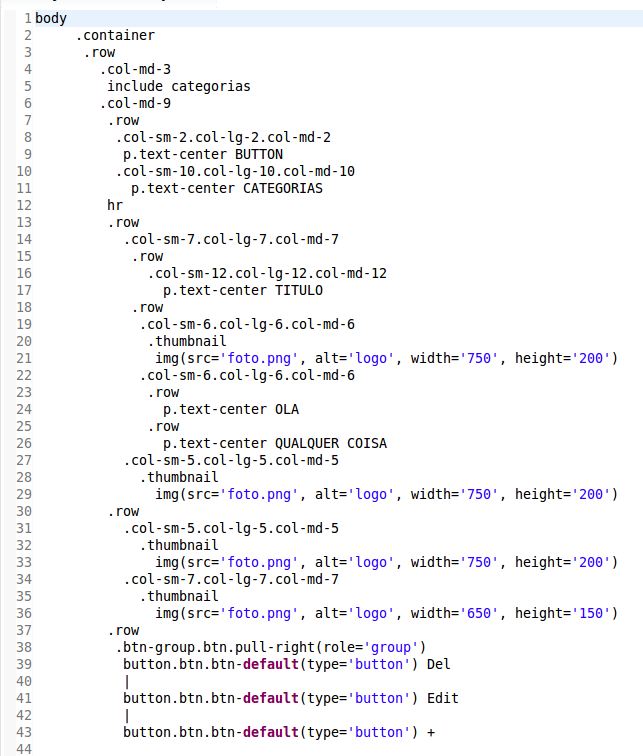 1 body
2 .container
3 .row
4 .col-md-3
5 include categorias
6 .col-md-9
7 .row
8 .col-sm-2.col-lg-2.col-md-2
9 p.text-center BUTTON
10 .col-sm-10.col-lg-10.col-md-10
11 p.text-center CATEGORIAS
12 hr
13 .row
14 .col-sm-7.col-lg-7.col-md-7
15 .row
16 .col-sm-12.col-lg-12.col-md-12
17 p.text-center TITULO
18 .row
19 .col-sm-6.col-lg-6.col-md-6
20 .thumbnail
21 img(src='foto.png', alt='logo', width='750', height='200')
22 .col-sm-6.col-lg-6.col-md-6
23 .row
24 p.text-center OLA
25 .row
26 p.text-center QUALQUER COISA
27 .col-sm-5.col-lg-5.col-md-5
28 .thumbnail
29 img(src='foto.png', alt='logo', width='750', height='200')
30 .row
31 .col-sm-5.col-lg-5.col-md-5
32 .thumbnail
33 img(src='foto.png', alt='logo', width='750', height='200')
34 .col-sm-7.col-lg-7.col-md-7
35 .thumbnail
36 img(src='foto.png', alt='logo', width='650', height='150')
37 .row
38 .btn-group.btn.pull-right(role='group')
39 button.btn.btn-default(type='button') Del
40 |
41 button.btn.btn-default(type='button') Edit
42 |
43 button.btn.btn-default(type='button') +
44